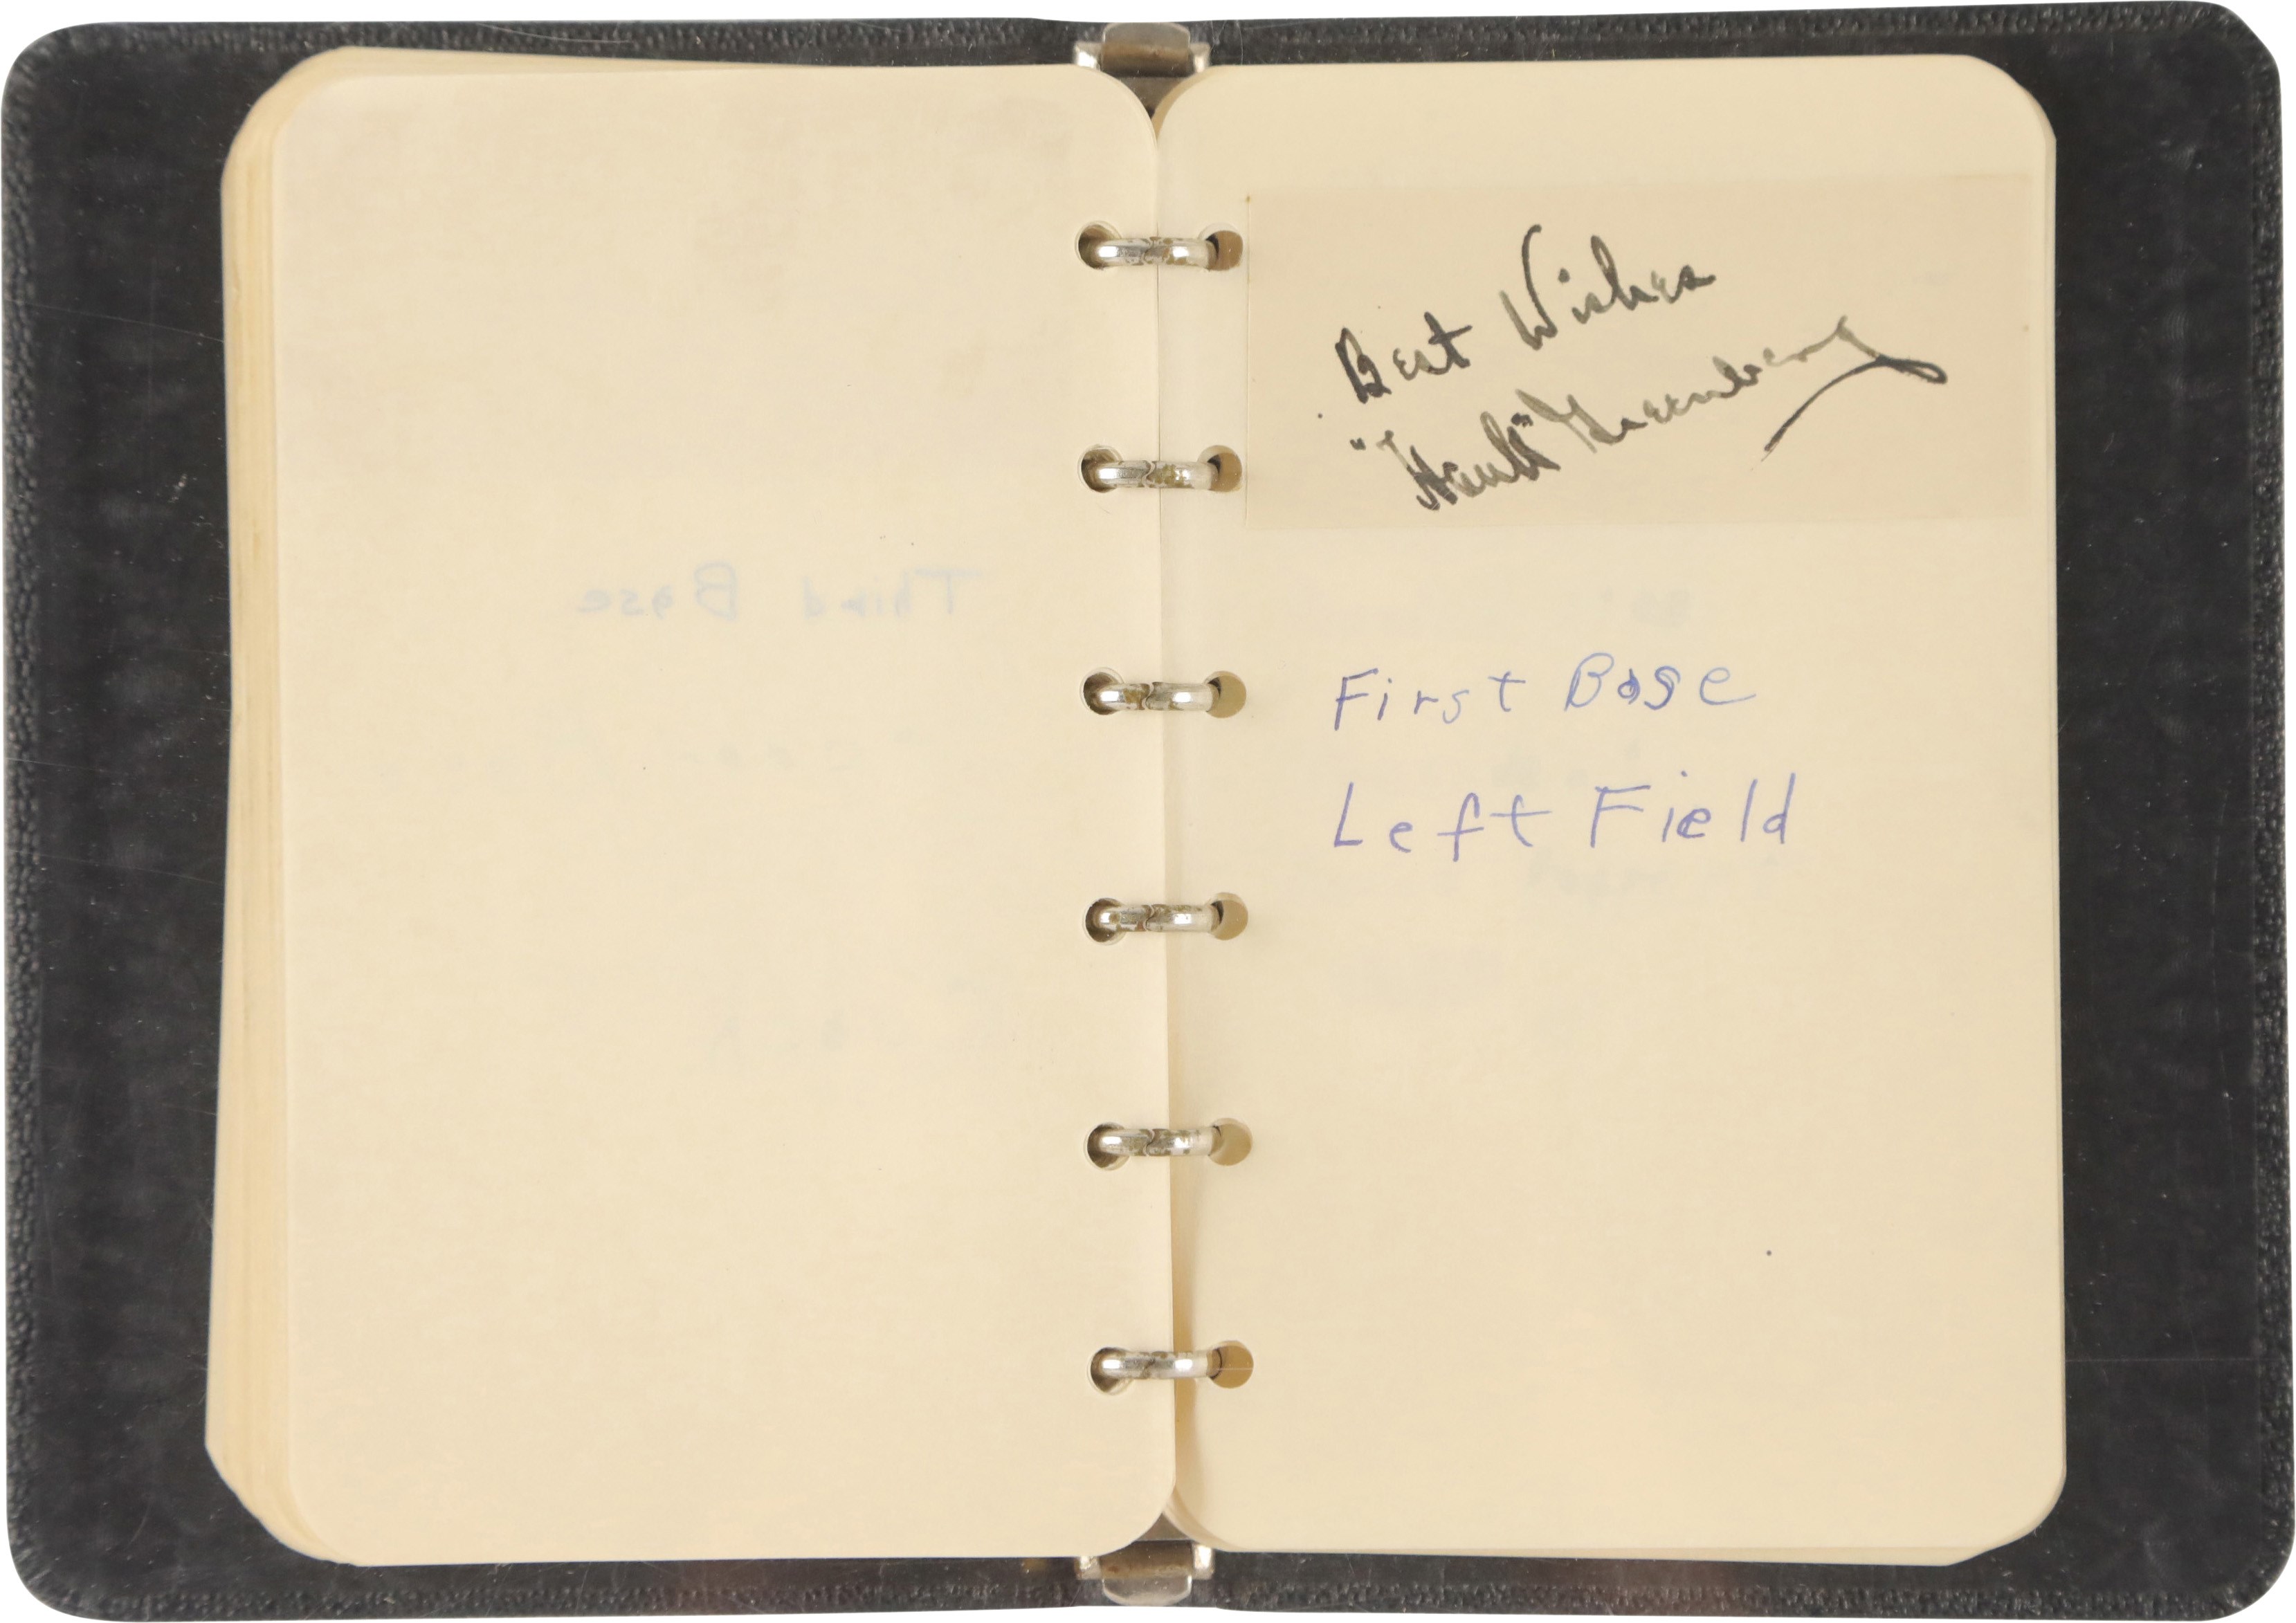 Third Base
Best Wishes
"Hank" Greenberg
First Base
Left Field